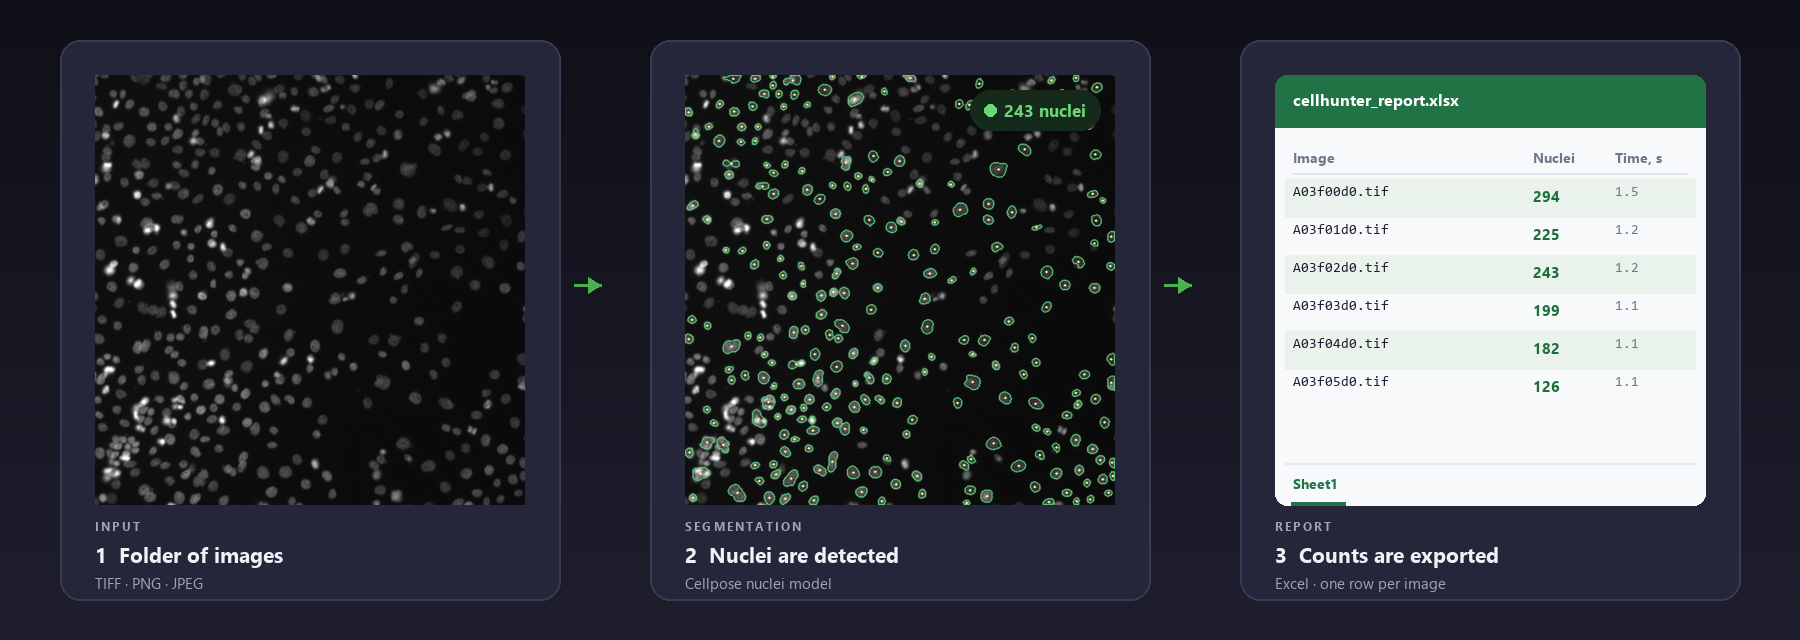 243 nuclei
INPUT
1 Folder of images
TIFF · PNG · JPEG
SEGMENTATION
2 Nuclei are detected
Cellpose nuclei model
cellhunter_report.xlsx
Image Nuclei Time, s
A03f00d0.tif 294 1.5
A03f01d0.tif 225 1.2
A03f02d0.tif 243 1.2
A03f03d0.tif 199 1.1
A03f04d0.tif 182 1.1
A03f05d0.tif 126 1.1
Sheet1
REPORT
3 Counts are exported
Excel · one row per image